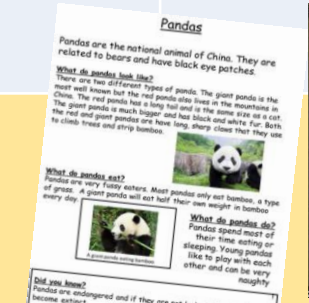 Pandas
Pandas are the national animal of China. They are
related to bears and have black eye patches.
What do pandas look like?
There are two different types of panda. The giant panda is the
most well known but the red panda also lives in the mountains in
China. The red panda has a long tail and is the same size as a cat.
The giant panda is much bigger and has black and white fur. Both
the red and giant pandas are have long, sharp claws that they use
to climb trees and strip bamboo.
What do pandas eat?
Pandas are very fussy eaters. Most pandas only eat bamboo, a type
of grass. A giant panda will eat half their own weight in bamboo
every day.
A giant panda eating bamboo
What do pandas do?
Pandas spend most of
their time eating or
sleeping. Young pandas
like to play with each
other and can be very
naughty
Did you know?
Pandas are endangered and if they are
become extinct